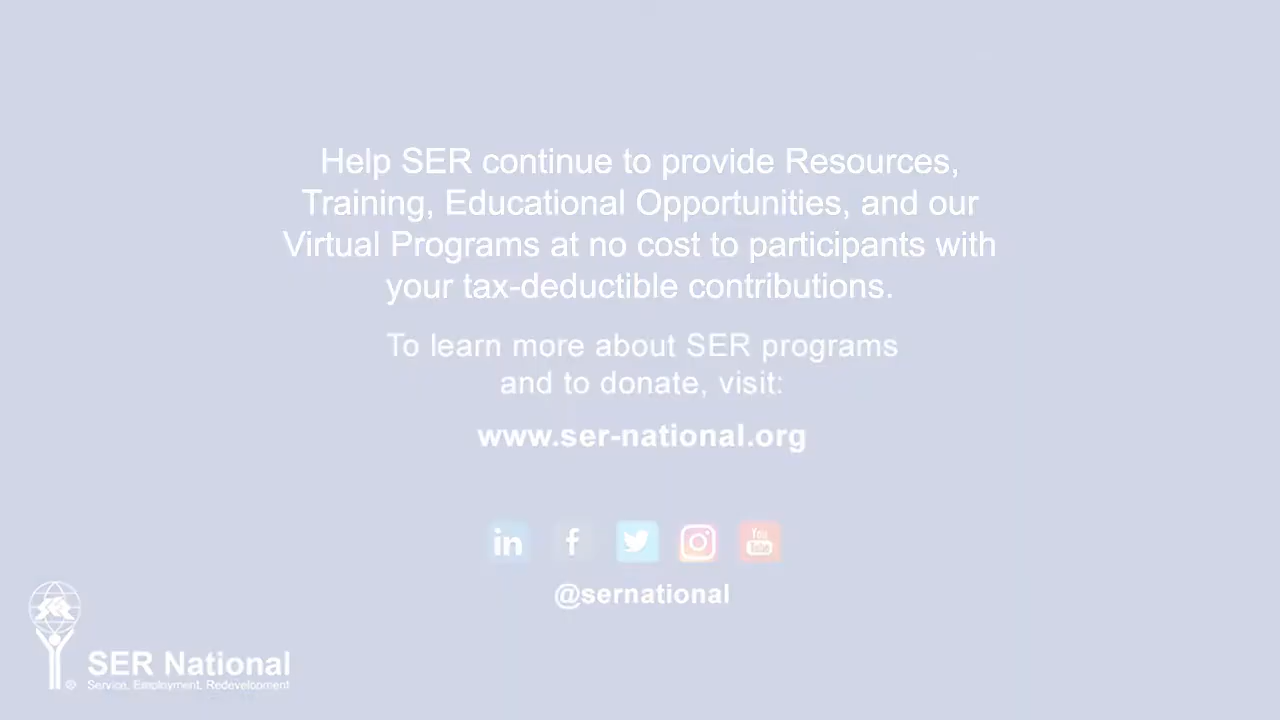 Help SER continue to provide Resources,
Training, Educational Opportunities, and our
Virtual Programs at no cost to participants with
your tax-deductible contributions.
To learn more about SER programs
and to donate, visit:
www.ser-national.org
in f You Tube
@sernational
SER National
® Service, Employment, Redevelopment